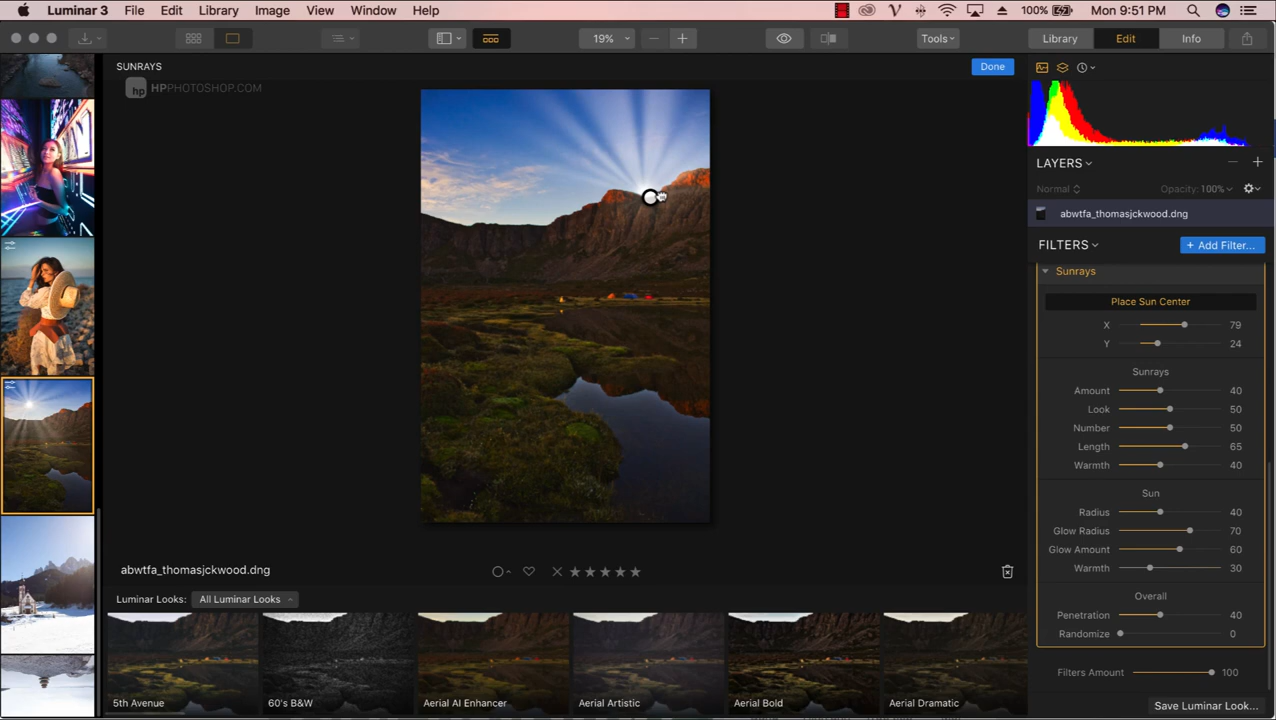 Luminar 3 File Edit Library Image View Window Help 100% Mon 9:51 PM
19% Tools Library Edit Info
SUNRAYS Done
hp HPPHOTOSHOP.COM
LAYERS
Normal Opacity: 100%
abwtfa_thomasjckwood.dng
FILTERS + Add Filter...
Sunrays
Place Sun Center
X 79
Y 24
Sunrays
Amount 40
Look 50
Number 50
Length 65
Warmth 40
Sun
Radius 40
Glow Radius 70
Glow Amount 60
Warmth 30
Overall
Penetration 40
Randomize 0
Filters Amount 100
Save Luminar Look...
abwtfa_thomasjckwood.dng
Luminar Looks: All Luminar Looks
5th Avenue 60's B&W Aerial AI Enhancer Aerial Artistic Aerial Bold Aerial Dramatic